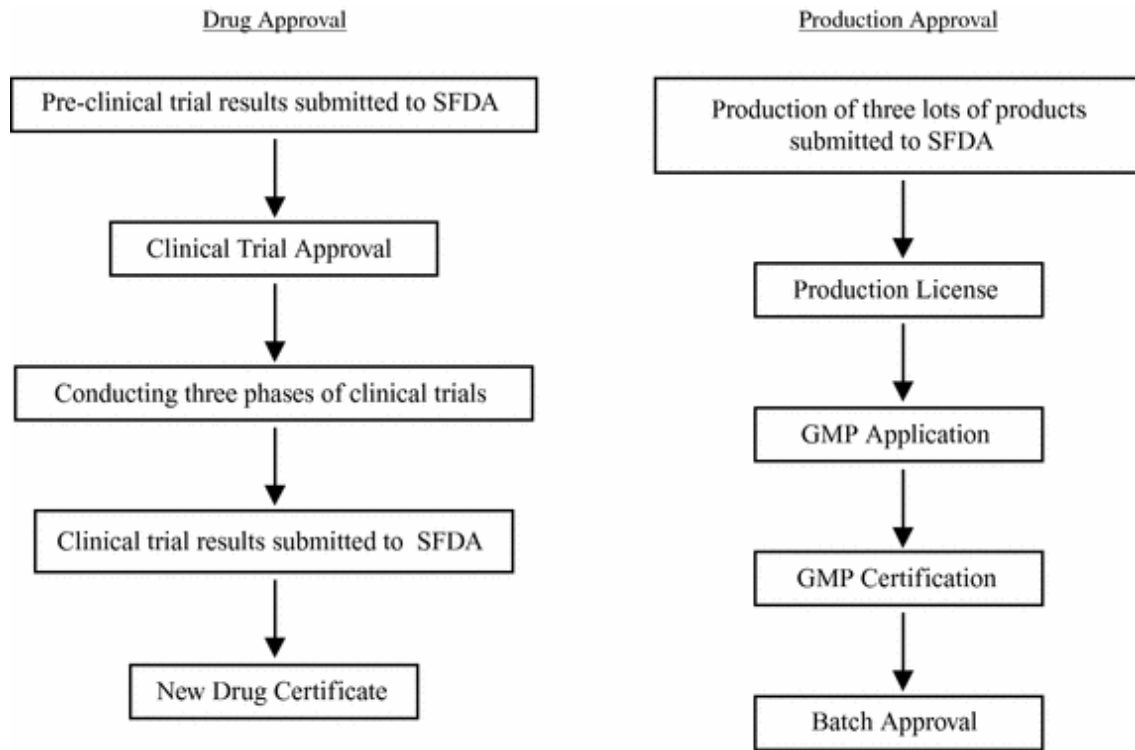 Drug Approval
Pre-clinical trial results submitted to SFDA
Clinical Trial Approval
Conducting three phases of clinical trials
Clinical trial results submitted to SFDA
New Drug Certificate
Production Approval
Production of three lots of products
submitted to SFDA
Production License
GMP Application
GMP Certification
Batch Approval